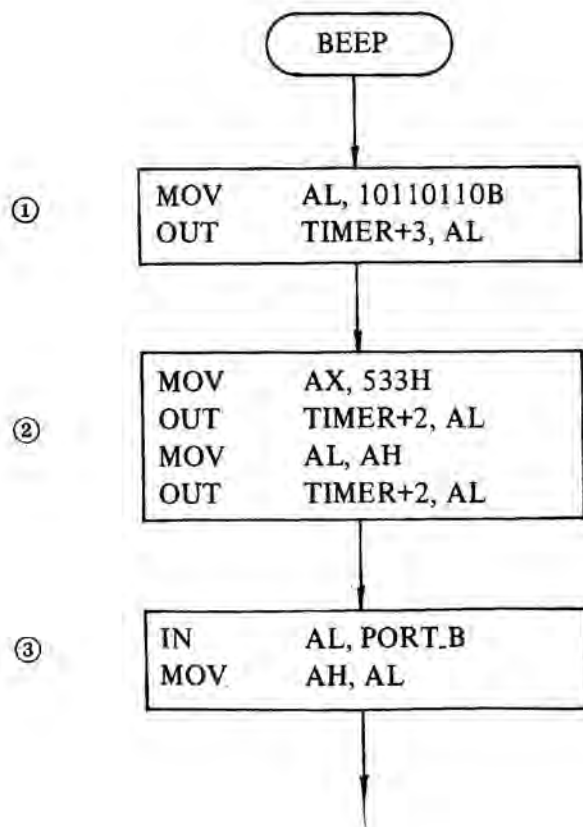 BEEP
① MOV AL, 10110110B
OUT TIMER+3, AL
② MOV AX, 533H
OUT TIMER+2, AL
MOV AL, AH
OUT TIMER+2, AL
③ IN AL, PORT_B
MOV AH, AL